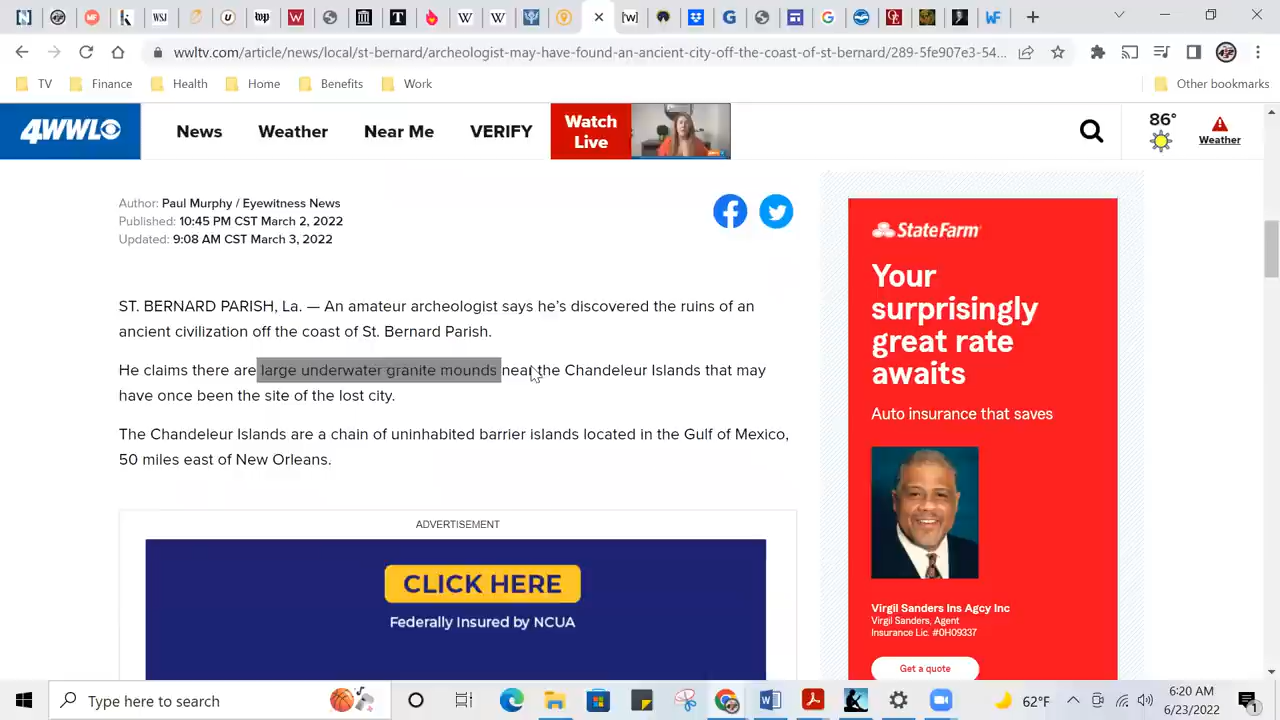 wwltv.com/article/news/local/st-bernard/archeologist-may-have-found-an-ancient-city-off-the-coast-of-st-bernard/289-5fe907e3-54...
TV Finance Health Home Benefits Work Other bookmarks
4WWL News Weather Near Me VERIFY Watch Live 86° Weather
Author: Paul Murphy / Eyewitness News
Published: 10:45 PM CST March 2, 2022
Updated: 9:08 AM CST March 3, 2022
ST. BERNARD PARISH, La. — An amateur archeologist says he's discovered the ruins of an
ancient civilization off the coast of St. Bernard Parish.
He claims there are large underwater granite mounds near the Chandeleur Islands that may
have once been the site of the lost city.
The Chandeleur Islands are a chain of uninhabited barrier islands located in the Gulf of Mexico,
50 miles east of New Orleans.
ADVERTISEMENT
CLICK HERE
Federally Insured by NCUA
StateFarm
Your
surprisingly
great rate
awaits
Auto insurance that saves
Virgil Sanders Ins Agcy Inc
Virgil Sanders, Agent
Insurance Lic. #0H09337
Get a quote
Type here to search
62°F
6:20 AM
6/23/2022